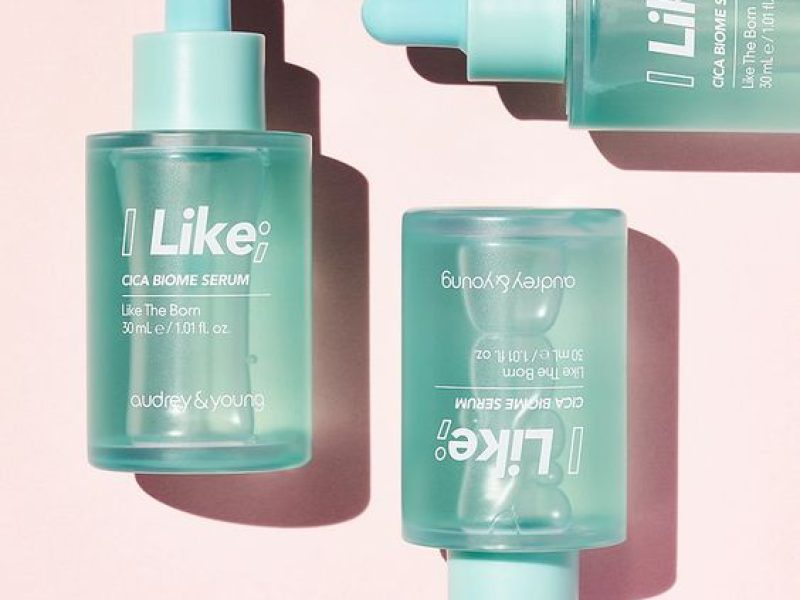 I Like;
CICA BIOME SERUM
Like The Born
30 mL e / 1.01 fl. oz.
audrey&young
I Lik
CICA BIOME S
Like The Born
30 mL e / 1.01 fl.
I Like;
CICA BIOME SERUM
Like The Born
30 mL e / 1.01 fl. oz
audrey&young